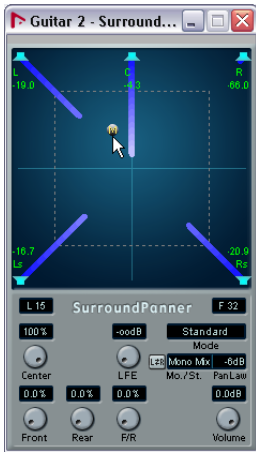 Guitar 2 - Surround...
L C R
-19.0 -4.3 -66.0
M
-16.7 -20.9
Ls Rs
L 15 SurroundPanner F 32
100% -oodB Standard
Mode
L≠R Mono Mix -6dB
Center LFE Mo./St. PanLaw
0.0% 0.0% 0.0% 0.0dB
Front Rear F/R Volume